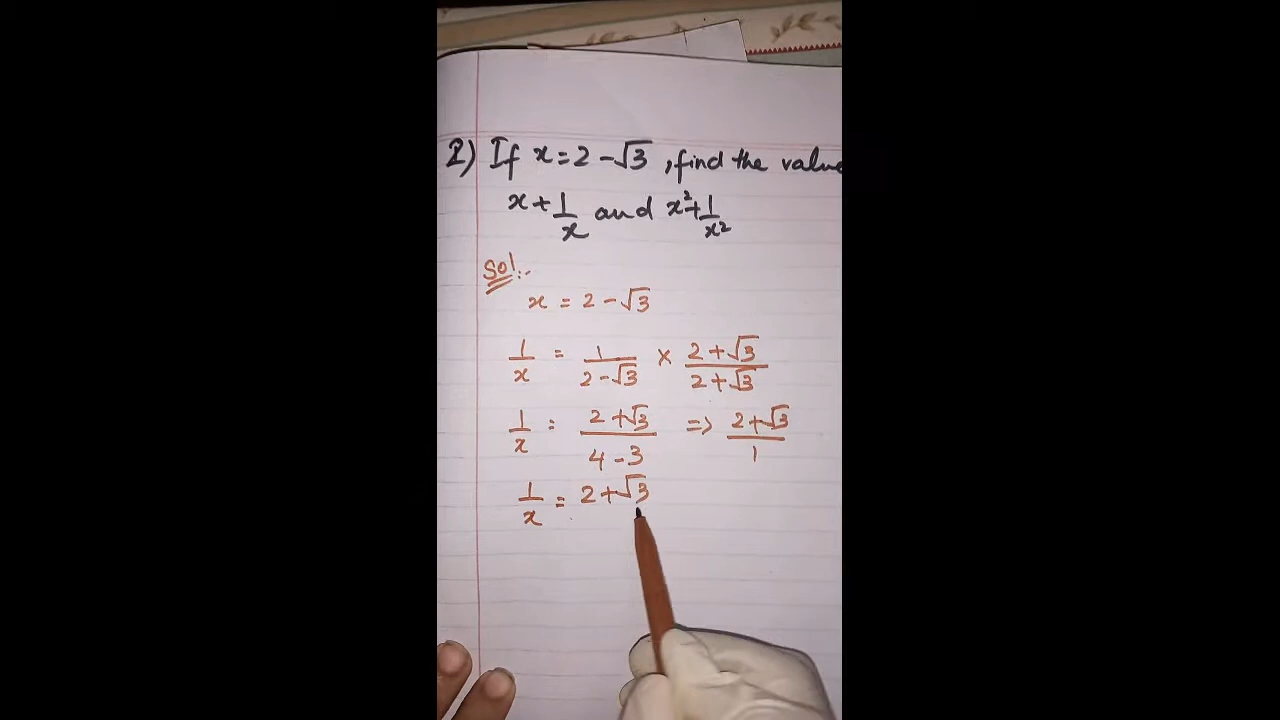 1) If x = 2 - √3 , find the value
x + 1/x and x² + 1/x²
Sol:-
x = 2 - √3
1/x = 1/(2 - √3) × (2 + √3)/(2 + √3)
1/x = (2 + √3)/(4 - 3) => (2 + √3)/1
1/x = 2 + √3